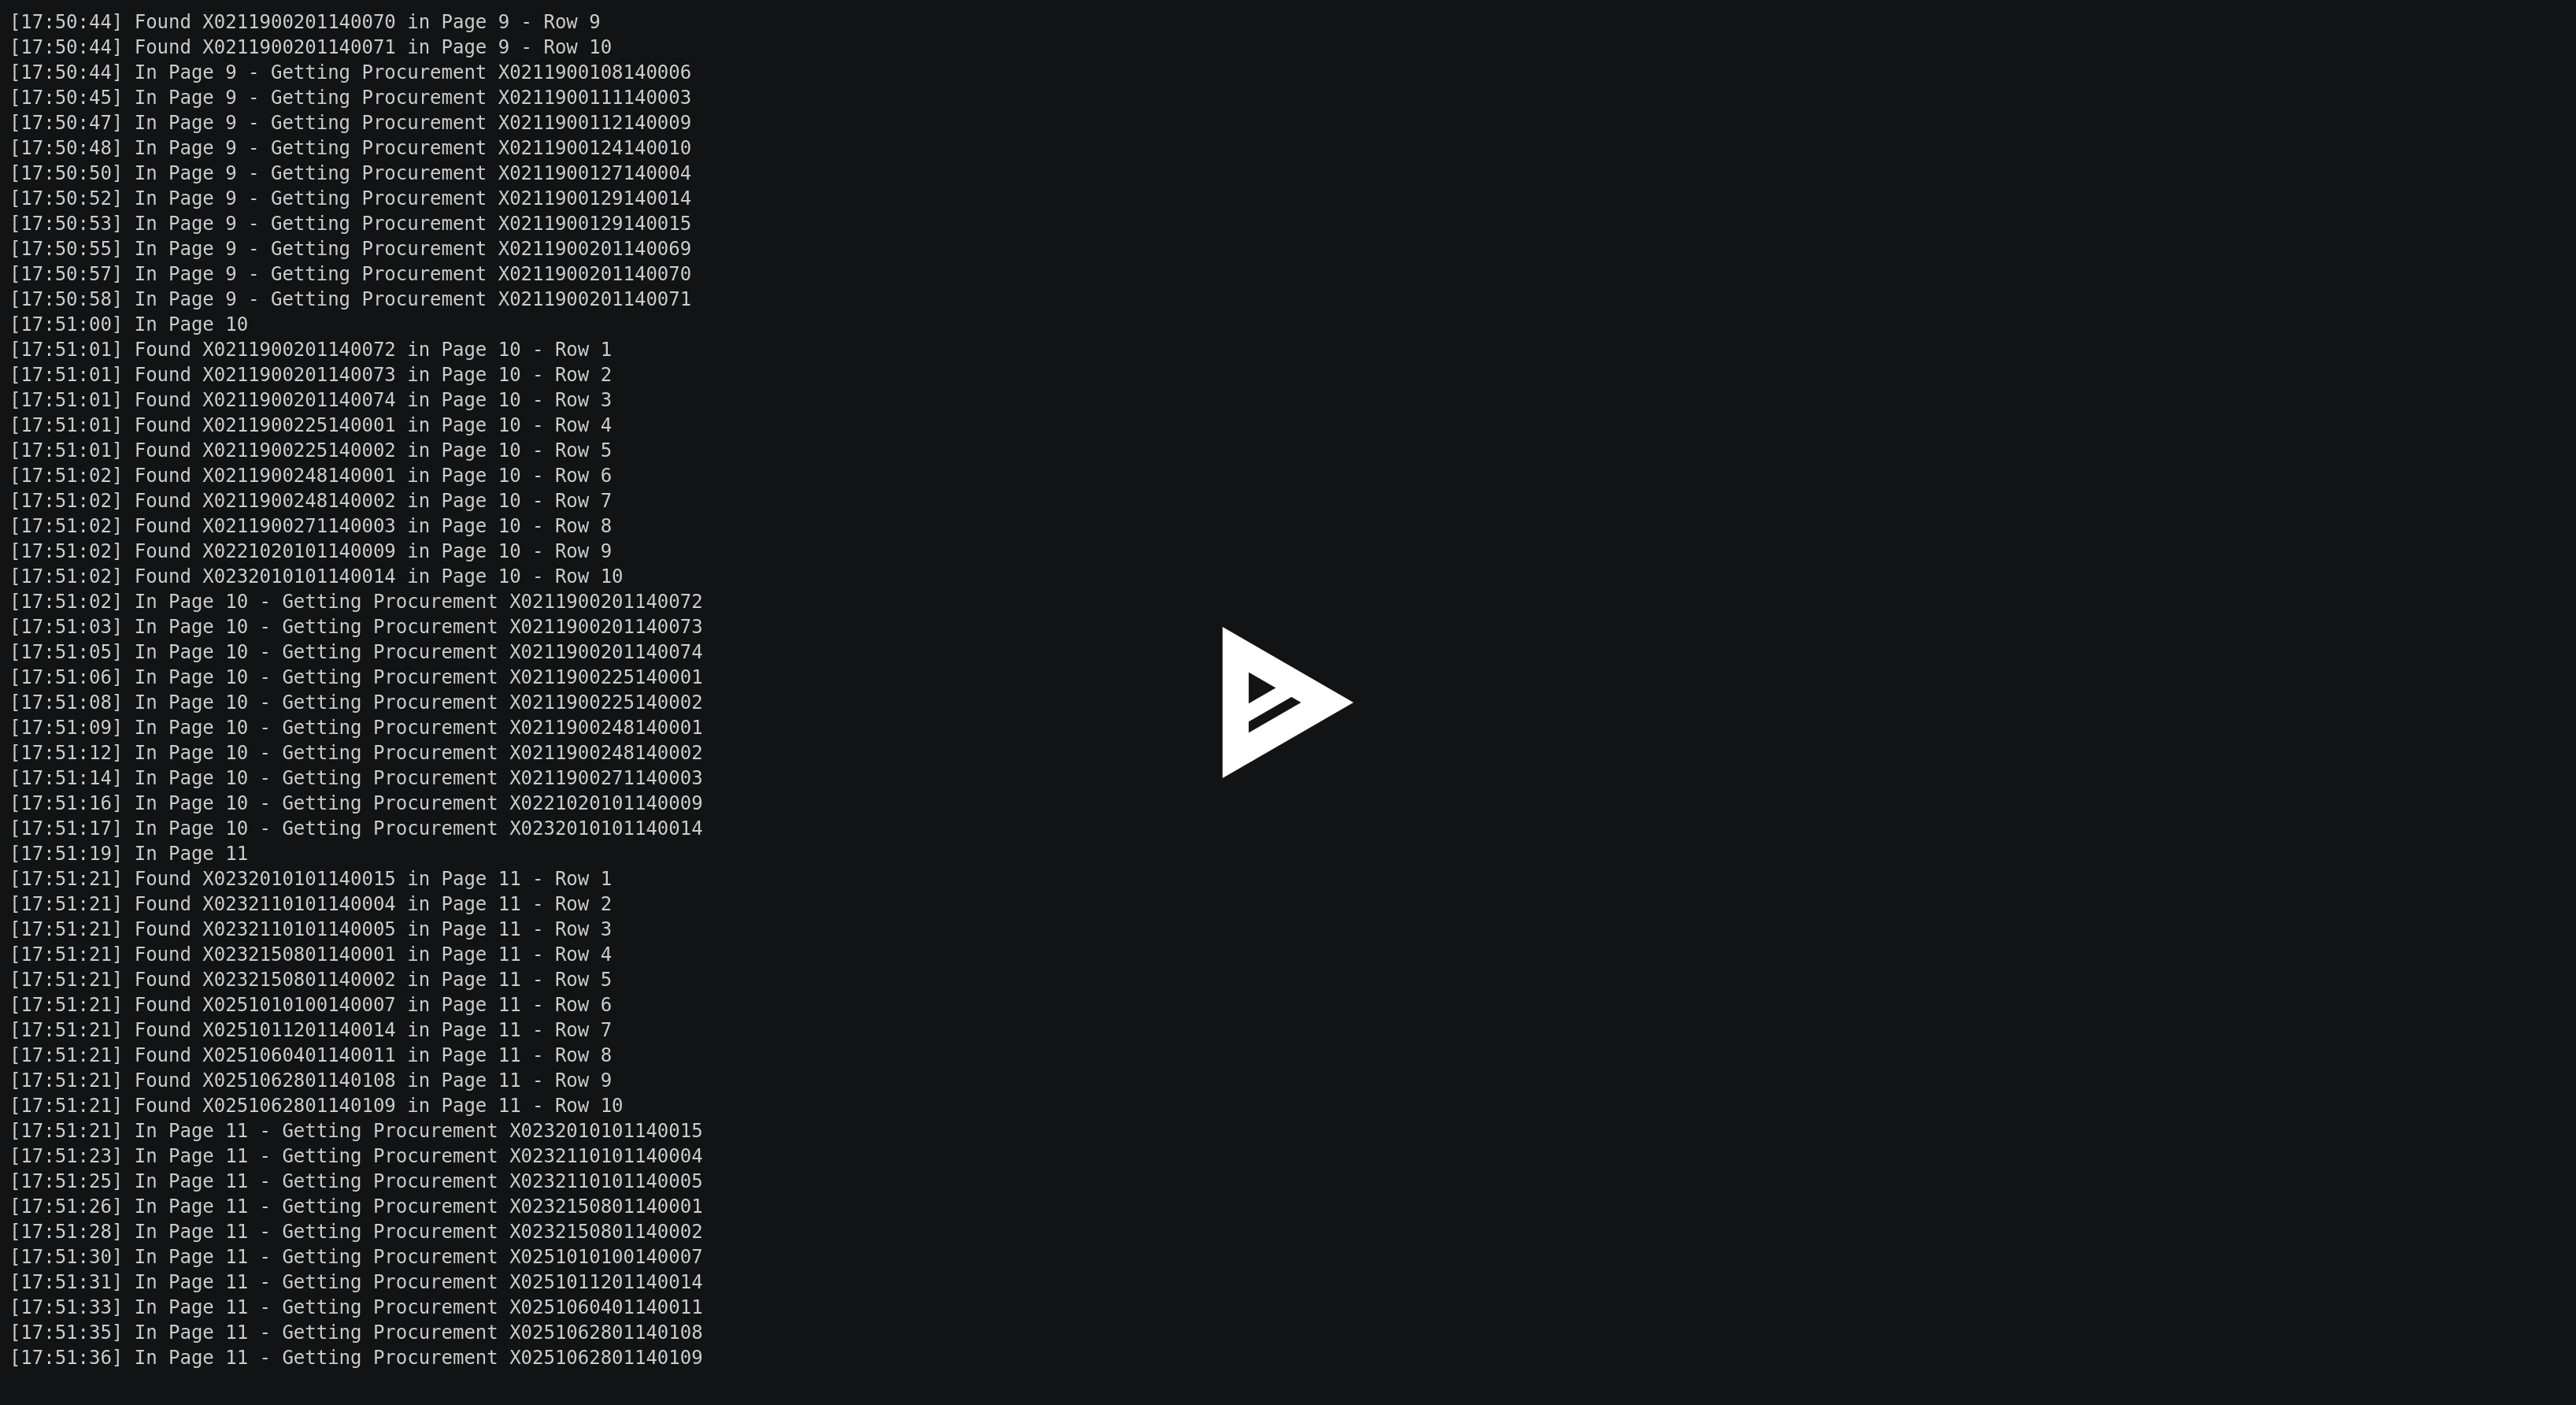 [17:50:44] Found X0211900201140070 in Page 9 - Row 9
[17:50:44] Found X0211900201140071 in Page 9 - Row 10
[17:50:44] In Page 9 - Getting Procurement X0211900108140006
[17:50:45] In Page 9 - Getting Procurement X0211900111140003
[17:50:47] In Page 9 - Getting Procurement X0211900112140009
[17:50:48] In Page 9 - Getting Procurement X0211900124140010
[17:50:50] In Page 9 - Getting Procurement X0211900127140004
[17:50:52] In Page 9 - Getting Procurement X0211900129140014
[17:50:53] In Page 9 - Getting Procurement X0211900129140015
[17:50:55] In Page 9 - Getting Procurement X0211900201140069
[17:50:57] In Page 9 - Getting Procurement X0211900201140070
[17:50:58] In Page 9 - Getting Procurement X0211900201140071
[17:51:00] In Page 10
[17:51:01] Found X0211900201140072 in Page 10 - Row 1
[17:51:01] Found X0211900201140073 in Page 10 - Row 2
[17:51:01] Found X0211900201140074 in Page 10 - Row 3
[17:51:01] Found X0211900225140001 in Page 10 - Row 4
[17:51:01] Found X0211900225140002 in Page 10 - Row 5
[17:51:02] Found X0211900248140001 in Page 10 - Row 6
[17:51:02] Found X0211900248140002 in Page 10 - Row 7
[17:51:02] Found X0211900271140003 in Page 10 - Row 8
[17:51:02] Found X0221020101140009 in Page 10 - Row 9
[17:51:02] Found X0232010101140014 in Page 10 - Row 10
[17:51:02] In Page 10 - Getting Procurement X0211900201140072
[17:51:03] In Page 10 - Getting Procurement X0211900201140073
[17:51:05] In Page 10 - Getting Procurement X0211900201140074
[17:51:06] In Page 10 - Getting Procurement X0211900225140001
[17:51:08] In Page 10 - Getting Procurement X0211900225140002
[17:51:09] In Page 10 - Getting Procurement X0211900248140001
[17:51:12] In Page 10 - Getting Procurement X0211900248140002
[17:51:14] In Page 10 - Getting Procurement X0211900271140003
[17:51:16] In Page 10 - Getting Procurement X0221020101140009
[17:51:17] In Page 10 - Getting Procurement X0232010101140014
[17:51:19] In Page 11
[17:51:21] Found X0232010101140015 in Page 11 - Row 1
[17:51:21] Found X0232110101140004 in Page 11 - Row 2
[17:51:21] Found X0232110101140005 in Page 11 - Row 3
[17:51:21] Found X0232150801140001 in Page 11 - Row 4
[17:51:21] Found X0232150801140002 in Page 11 - Row 5
[17:51:21] Found X0251010100140007 in Page 11 - Row 6
[17:51:21] Found X0251011201140014 in Page 11 - Row 7
[17:51:21] Found X0251060401140011 in Page 11 - Row 8
[17:51:21] Found X0251062801140108 in Page 11 - Row 9
[17:51:21] Found X0251062801140109 in Page 11 - Row 10
[17:51:21] In Page 11 - Getting Procurement X0232010101140015
[17:51:23] In Page 11 - Getting Procurement X0232110101140004
[17:51:25] In Page 11 - Getting Procurement X0232110101140005
[17:51:26] In Page 11 - Getting Procurement X0232150801140001
[17:51:28] In Page 11 - Getting Procurement X0232150801140002
[17:51:30] In Page 11 - Getting Procurement X0251010100140007
[17:51:31] In Page 11 - Getting Procurement X0251011201140014
[17:51:33] In Page 11 - Getting Procurement X0251060401140011
[17:51:35] In Page 11 - Getting Procurement X0251062801140108
[17:51:36] In Page 11 - Getting Procurement X0251062801140109